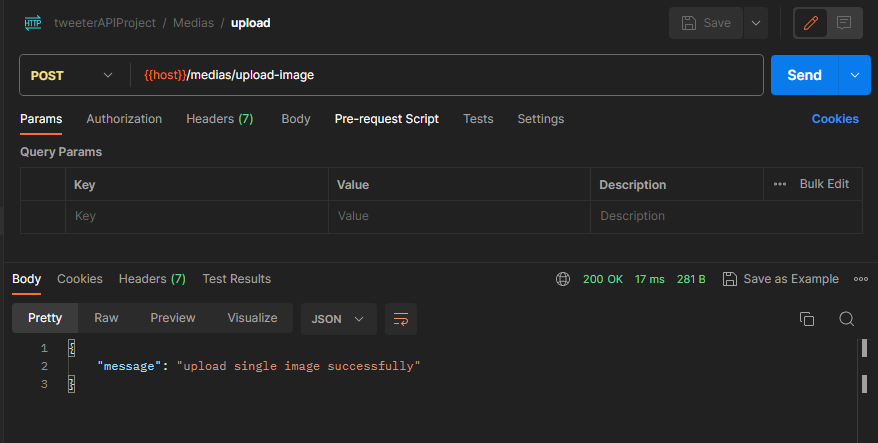 HTTP tweeterAPIProject / Medias / upload Save
POST {{host}}/medias/upload-image Send
Params Authorization Headers (7) Body Pre-request Script Tests Settings Cookies
Query Params
Key Value Description ••• Bulk Edit
Key Value Description
Body Cookies Headers (7) Test Results 200 OK 17 ms 281 B Save as Example
Pretty Raw Preview Visualize JSON
1 {
2 "message": "upload single image successfully"
3 }